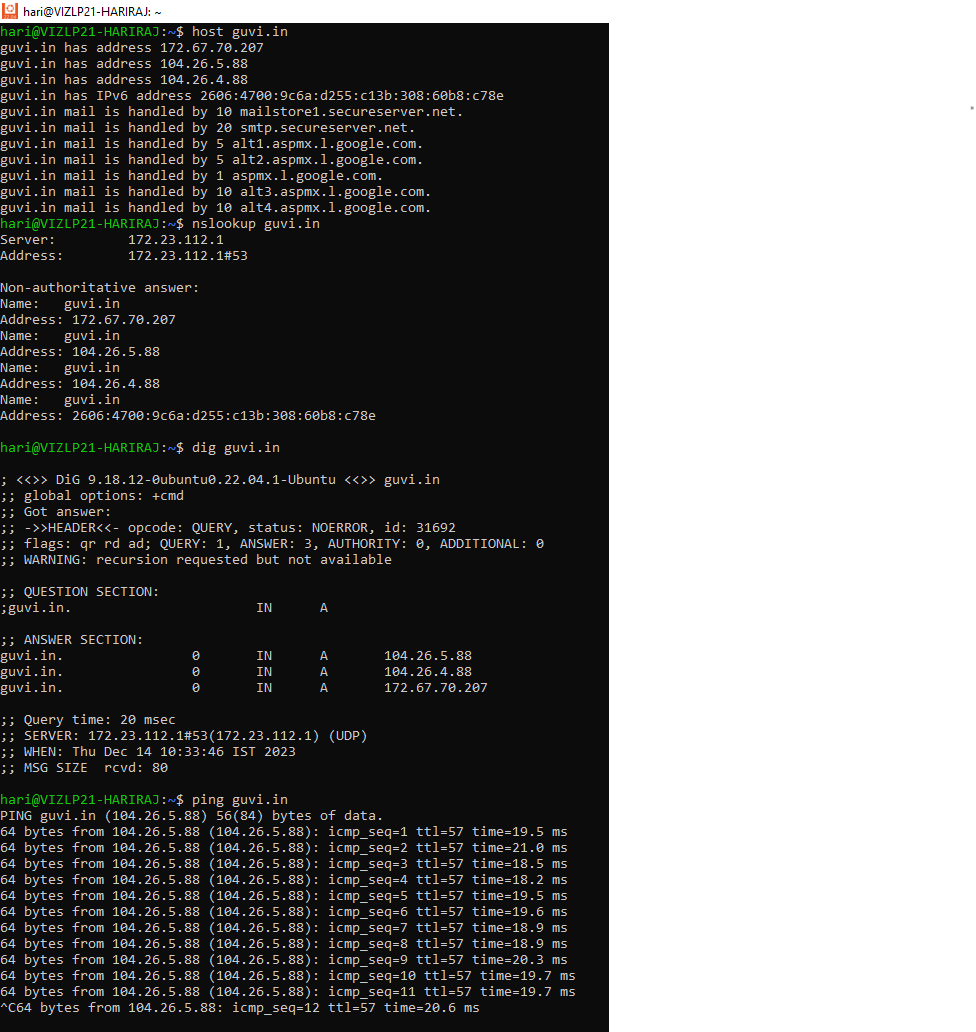 hari@VIZLP21-HARIRAJ: ~
hari@VIZLP21-HARIRAJ:~$ host guvi.in
guvi.in has address 172.67.70.207
guvi.in has address 104.26.5.88
guvi.in has address 104.26.4.88
guvi.in has IPv6 address 2606:4700:9c6a:d255:c13b:308:60b8:c78e
guvi.in mail is handled by 10 mailstore1.secureserver.net.
guvi.in mail is handled by 20 smtp.secureserver.net.
guvi.in mail is handled by 5 alt1.aspmx.l.google.com.
guvi.in mail is handled by 5 alt2.aspmx.l.google.com.
guvi.in mail is handled by 1 aspmx.l.google.com.
guvi.in mail is handled by 10 alt3.aspmx.l.google.com.
guvi.in mail is handled by 10 alt4.aspmx.l.google.com.
hari@VIZLP21-HARIRAJ:~$ nslookup guvi.in
Server:         172.23.112.1
Address:        172.23.112.1#53

Non-authoritative answer:
Name:   guvi.in
Address: 172.67.70.207
Name:   guvi.in
Address: 104.26.5.88
Name:   guvi.in
Address: 104.26.4.88
Name:   guvi.in
Address: 2606:4700:9c6a:d255:c13b:308:60b8:c78e

hari@VIZLP21-HARIRAJ:~$ dig guvi.in

; <<>> DiG 9.18.12-0ubuntu0.22.04.1-Ubuntu <<>> guvi.in
;; global options: +cmd
;; Got answer:
;; ->>HEADER<<- opcode: QUERY, status: NOERROR, id: 31692
;; flags: qr rd ad; QUERY: 1, ANSWER: 3, AUTHORITY: 0, ADDITIONAL: 0
;; WARNING: recursion requested but not available

;; QUESTION SECTION:
;guvi.in.                       IN      A

;; ANSWER SECTION:
guvi.in.                0       IN      A       104.26.5.88
guvi.in.                0       IN      A       104.26.4.88
guvi.in.                0       IN      A       172.67.70.207

;; Query time: 20 msec
;; SERVER: 172.23.112.1#53(172.23.112.1) (UDP)
;; WHEN: Thu Dec 14 10:33:46 IST 2023
;; MSG SIZE  rcvd: 80

hari@VIZLP21-HARIRAJ:~$ ping guvi.in
PING guvi.in (104.26.5.88) 56(84) bytes of data.
64 bytes from 104.26.5.88 (104.26.5.88): icmp_seq=1 ttl=57 time=19.5 ms
64 bytes from 104.26.5.88 (104.26.5.88): icmp_seq=2 ttl=57 time=21.0 ms
64 bytes from 104.26.5.88 (104.26.5.88): icmp_seq=3 ttl=57 time=18.5 ms
64 bytes from 104.26.5.88 (104.26.5.88): icmp_seq=4 ttl=57 time=18.2 ms
64 bytes from 104.26.5.88 (104.26.5.88): icmp_seq=5 ttl=57 time=19.5 ms
64 bytes from 104.26.5.88 (104.26.5.88): icmp_seq=6 ttl=57 time=19.6 ms
64 bytes from 104.26.5.88 (104.26.5.88): icmp_seq=7 ttl=57 time=18.9 ms
64 bytes from 104.26.5.88 (104.26.5.88): icmp_seq=8 ttl=57 time=18.9 ms
64 bytes from 104.26.5.88 (104.26.5.88): icmp_seq=9 ttl=57 time=20.3 ms
64 bytes from 104.26.5.88 (104.26.5.88): icmp_seq=10 ttl=57 time=19.7 ms
64 bytes from 104.26.5.88 (104.26.5.88): icmp_seq=11 ttl=57 time=19.7 ms
^C64 bytes from 104.26.5.88: icmp_seq=12 ttl=57 time=20.6 ms